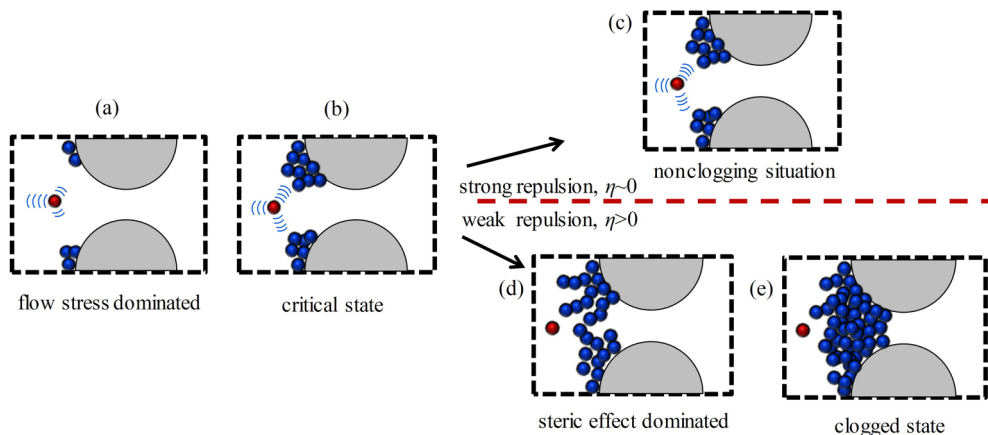 (a)
flow stress dominated
(b)
critical state
(c)
nonclogging situation
strong repulsion, η~0
weak repulsion, η>0
(d)
steric effect dominated
(e)
clogged state